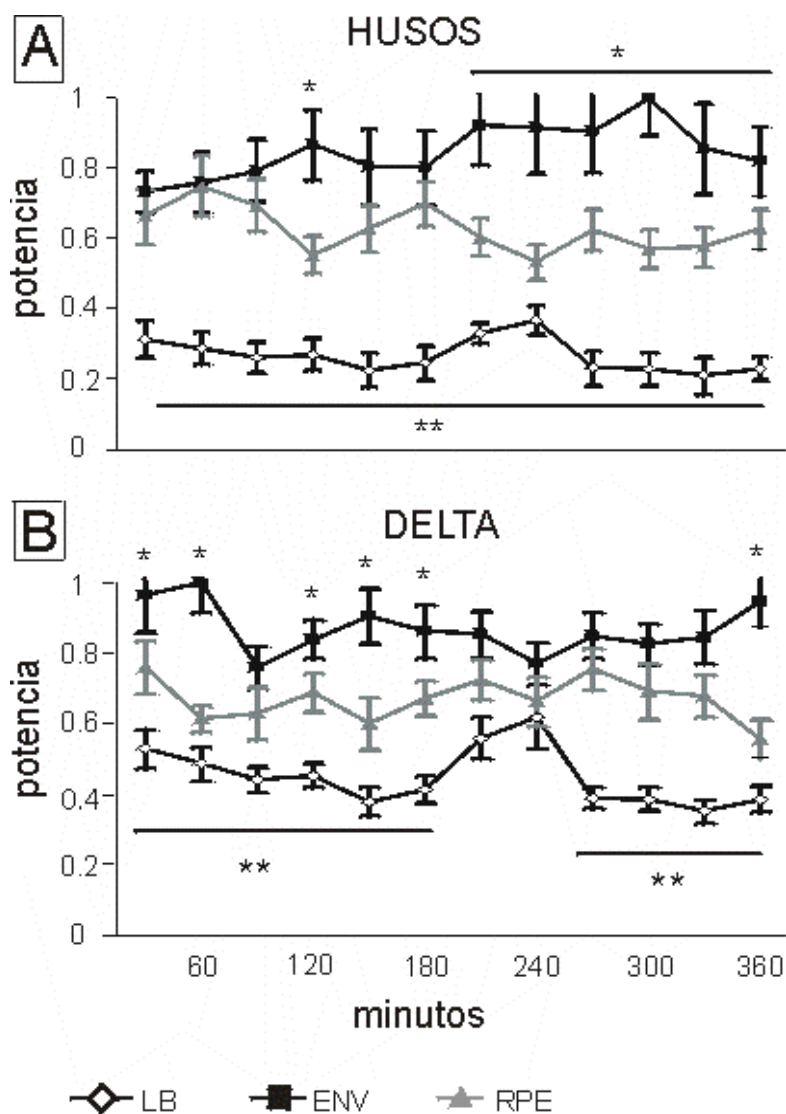 A HUSOS
*
*
1
0.8
0.6
0.4
0.2
0
potencia
**
B DELTA
* * * * * *
1
0.8
0.6
0.4
0.2
0
potencia
** **
60 120 180 240 300 360
minutos
LB ENV RPE